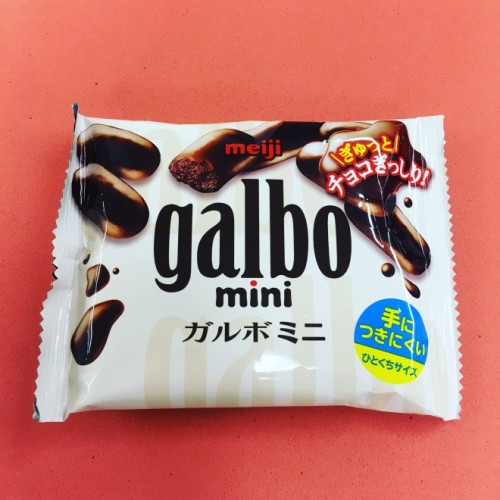 meiji
ぎゅっと
チョコぎっしり!
galbo
mini
ガルボミニ
手に
つきにくい
ひとくちサイズ